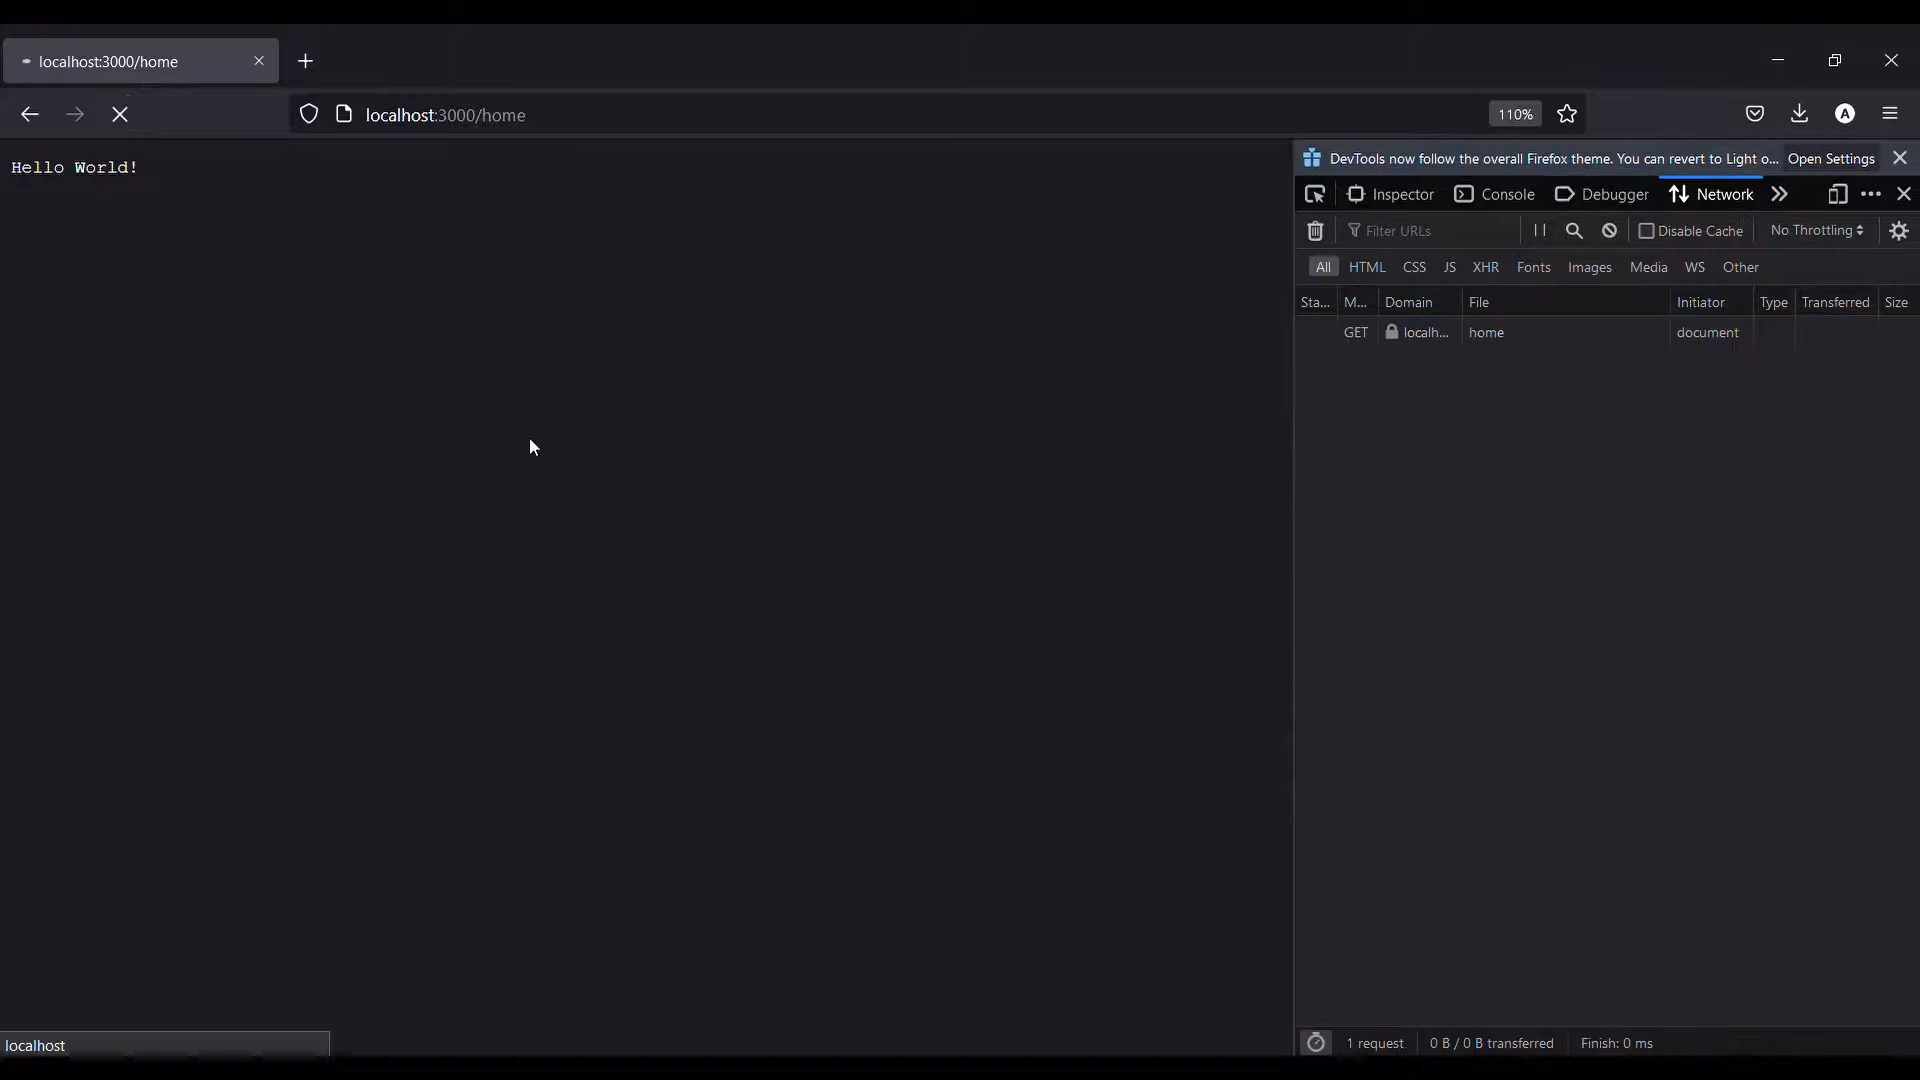 localhost:3000/home
localhost:3000/home
110%
A
Hello World!
DevTools now follow the overall Firefox theme. You can revert to Light o... Open Settings
Inspector Console Debugger Network
Filter URLs Disable Cache No Throttling
All HTML CSS JS XHR Fonts Images Media WS Other
Sta... M... Domain File Initiator Type Transferred Size
GET localh... home document
localhost
1 request 0 B / 0 B transferred Finish: 0 ms